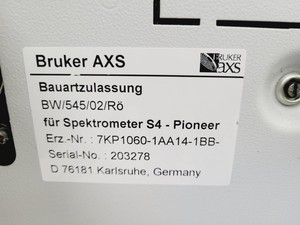 Bruker AXS
BRUKER
axs
Bauartzulassung
BW/545/02/Rö
für Spektrometer S4 - Pioneer
Erz.-Nr. : 7KP1060-1AA14-1BB-
Serial-No. : 203278
D 76181 Karlsruhe, Germany